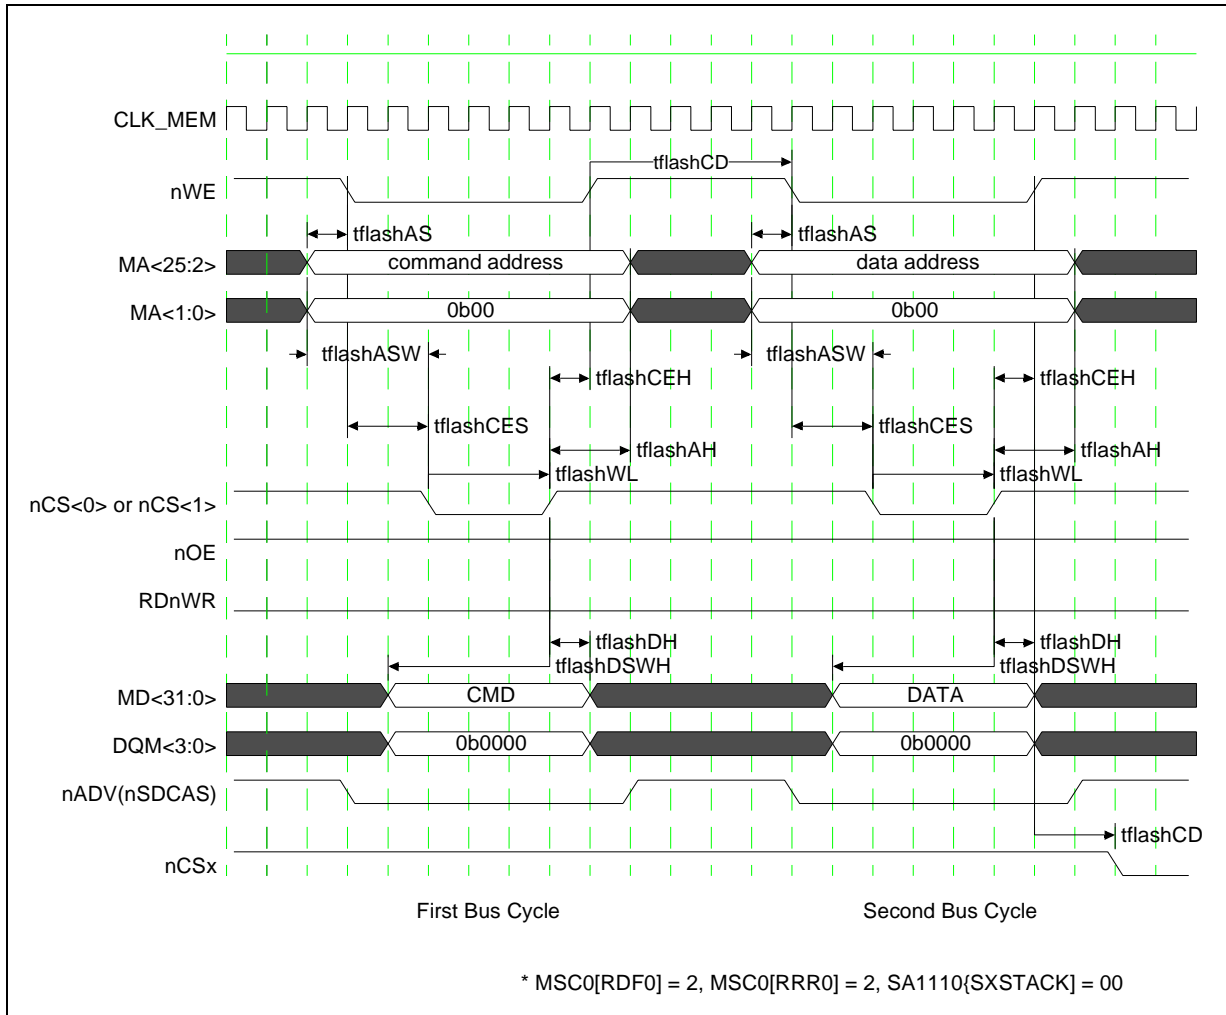 CLK_MEM
tflashCD
nWE
tflashAS
tflashAS
MA<25:2>
command address
data address
MA<1:0>
0b00
0b00
tflashASW
tflashASW
tflashCEH
tflashCEH
tflashCES
tflashCES
tflashAH
tflashAH
tflashWL
tflashWL
nCS<0> or nCS<1>
nOE
RDnWR
tflashDH
tflashDH
tflashDSWH
tflashDSWH
MD<31:0>
CMD
DATA
DQM<3:0>
0b0000
0b0000
nADV(nSDCAS)
tflashCD
nCSx
First Bus Cycle
Second Bus Cycle
* MSC0[RDF0] = 2, MSC0[RRR0] = 2, SA1110{SXSTACK] = 00